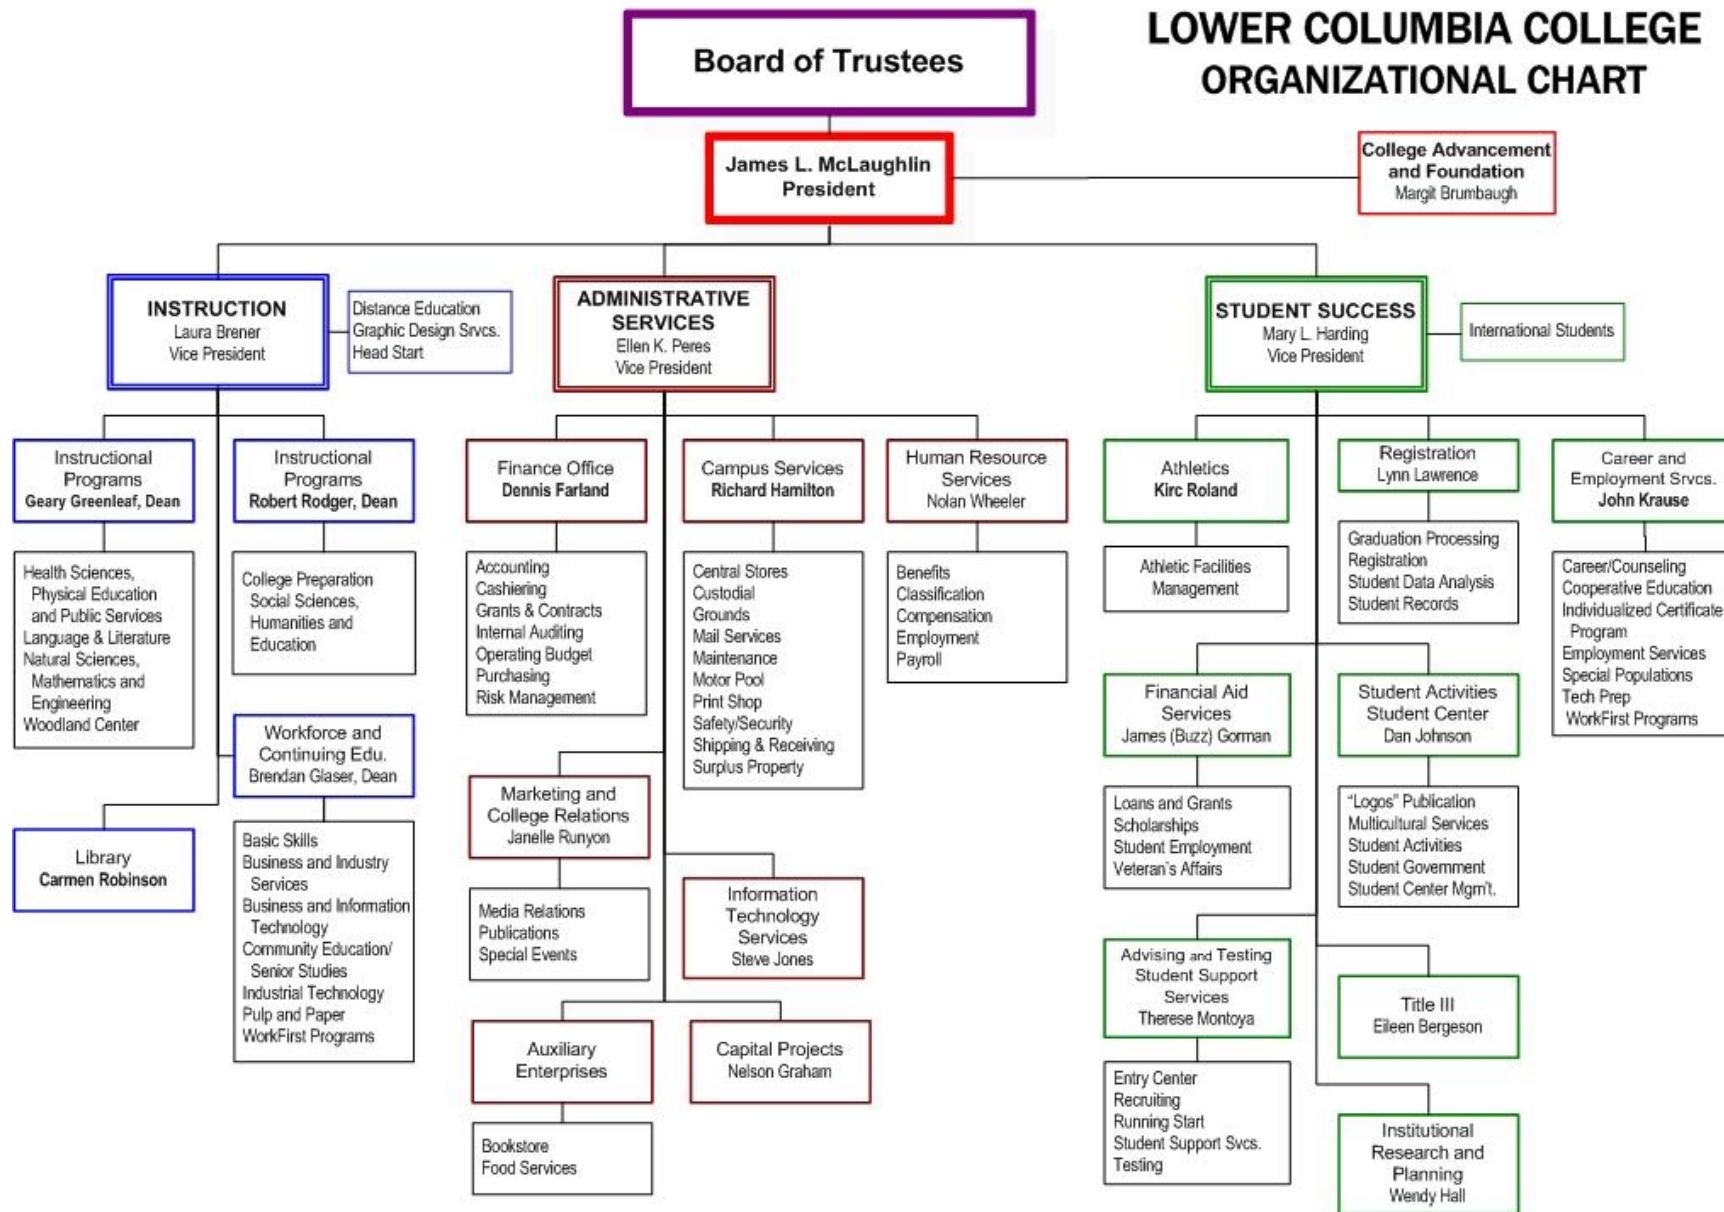 LOWER COLUMBIA COLLEGE
ORGANIZATIONAL CHART
Board of Trustees
James L. McLaughlin
President
College Advancement
and Foundation
Margit Brumbaugh
INSTRUCTION
Laura Brener
Vice President
Distance Education
Graphic Design Srvcs.
Head Start
ADMINISTRATIVE
SERVICES
Ellen K. Peres
Vice President
STUDENT SUCCESS
Mary L. Harding
Vice President
International Students
Instructional
Programs
Geary Greenleaf, Dean
Health Sciences,
Physical Education
and Public Services
Language & Literature
Natural Sciences,
Mathematics and
Engineering
Woodland Center
Instructional
Programs
Robert Rodger, Dean
College Preparation
Social Sciences,
Humanities and
Education
Workforce and
Continuing Edu.
Brendan Glaser, Dean
Basic Skills
Business and Industry
Services
Business and Information
Technology
Community Education/
Senior Studies
Industrial Technology
Pulp and Paper
WorkFirst Programs
Library
Carmen Robinson
Finance Office
Dennis Farland
Accounting
Cashiering
Grants & Contracts
Internal Auditing
Operating Budget
Purchasing
Risk Management
Campus Services
Richard Hamilton
Central Stores
Custodial
Grounds
Mail Services
Maintenance
Motor Pool
Print Shop
Safety/Security
Shipping & Receiving
Surplus Property
Human Resource
Services
Nolan Wheeler
Benefits
Classification
Compensation
Employment
Payroll
Marketing and
College Relations
Janelle Runyon
Media Relations
Publications
Special Events
Information
Technology
Services
Steve Jones
Auxiliary
Enterprises
Bookstore
Food Services
Capital Projects
Nelson Graham
Athletics
Kirc Roland
Athletic Facilities
Management
Registration
Lynn Lawrence
Graduation Processing
Registration
Student Data Analysis
Student Records
Career and
Employment Srvcs.
John Krause
Career/Counseling
Cooperative Education
Individualized Certificate
Program
Employment Services
Special Populations
Tech Prep
WorkFirst Programs
Financial Aid
Services
James (Buzz) Gorman
Loans and Grants
Scholarships
Student Employment
Veteran`s Affairs
Student Activities
Student Center
Dan Johnson
“Logos” Publication
Multicultural Services
Student Activities
Student Government
Student Center Mgm't.
Advising and Testing
Student Support
Services
Therese Montoya
Entry Center
Recruiting
Running Start
Student Support Svcs.
Testing
Title III
Eileen Bergeson
Institutional
Research and
Planning
Wendy Hall